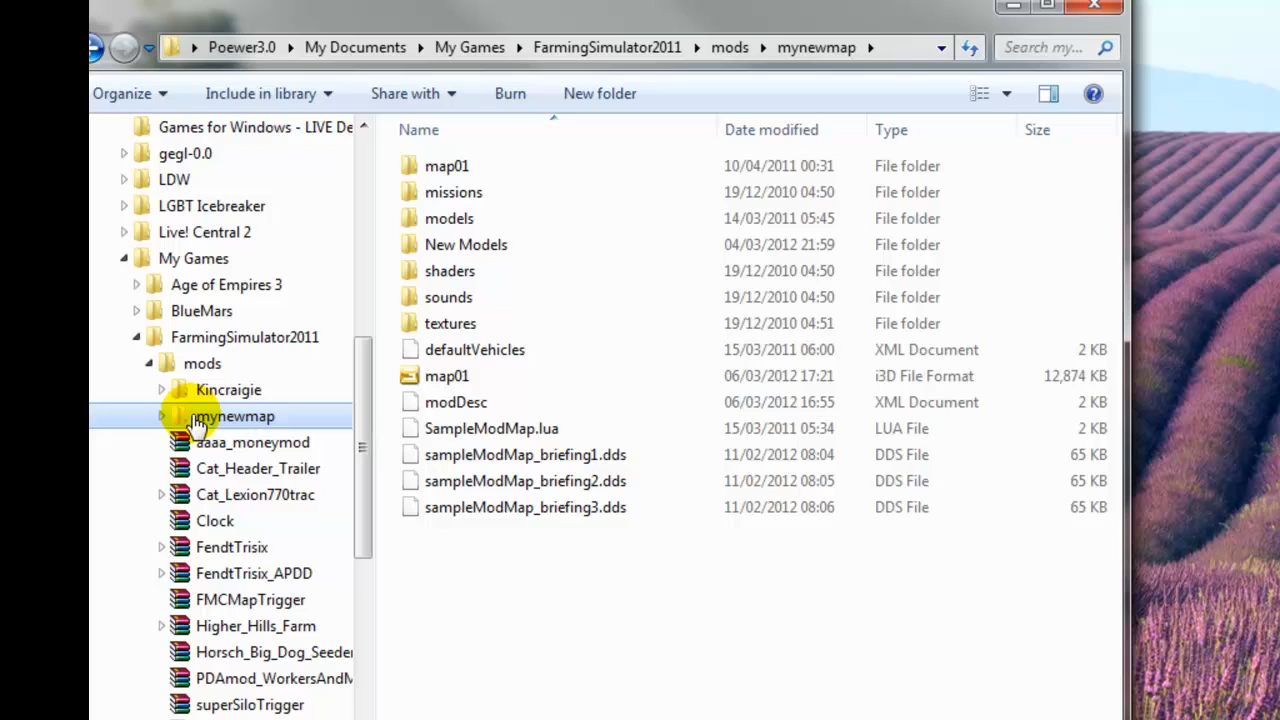 Poewer3.0 My Documents My Games FarmingSimulator2011 mods mynewmap Search my...
Organize Include in library Share with Burn New folder
Games for Windows - LIVE De
gegl-0.0
LDW
LGBT Icebreaker
Live! Central 2
My Games
Age of Empires 3
BlueMars
FarmingSimulator2011
mods
Kincraigie
mynewmap
aaaa_moneymod
Cat_Header_Trailer
Cat_Lexion770trac
Clock
FendtTrisix
FendtTrisix_APDD
FMCMapTrigger
Higher_Hills_Farm
Horsch_Big_Dog_Seeder
PDAmod_WorkersAndM
superSiloTrigger
Name Date modified Type Size
map01 10/04/2011 00:31 File folder
missions 19/12/2010 04:50 File folder
models 14/03/2011 05:45 File folder
New Models 04/03/2012 21:59 File folder
shaders 19/12/2010 04:50 File folder
sounds 19/12/2010 04:50 File folder
textures 19/12/2010 04:51 File folder
defaultVehicles 15/03/2011 06:00 XML Document 2 KB
map01 06/03/2012 17:21 i3D File Format 12,874 KB
modDesc 06/03/2012 16:55 XML Document 2 KB
SampleModMap.lua 15/03/2011 05:34 LUA File 2 KB
sampleModMap_briefing1.dds 11/02/2012 08:04 DDS File 65 KB
sampleModMap_briefing2.dds 11/02/2012 08:05 DDS File 65 KB
sampleModMap_briefing3.dds 11/02/2012 08:06 DDS File 65 KB